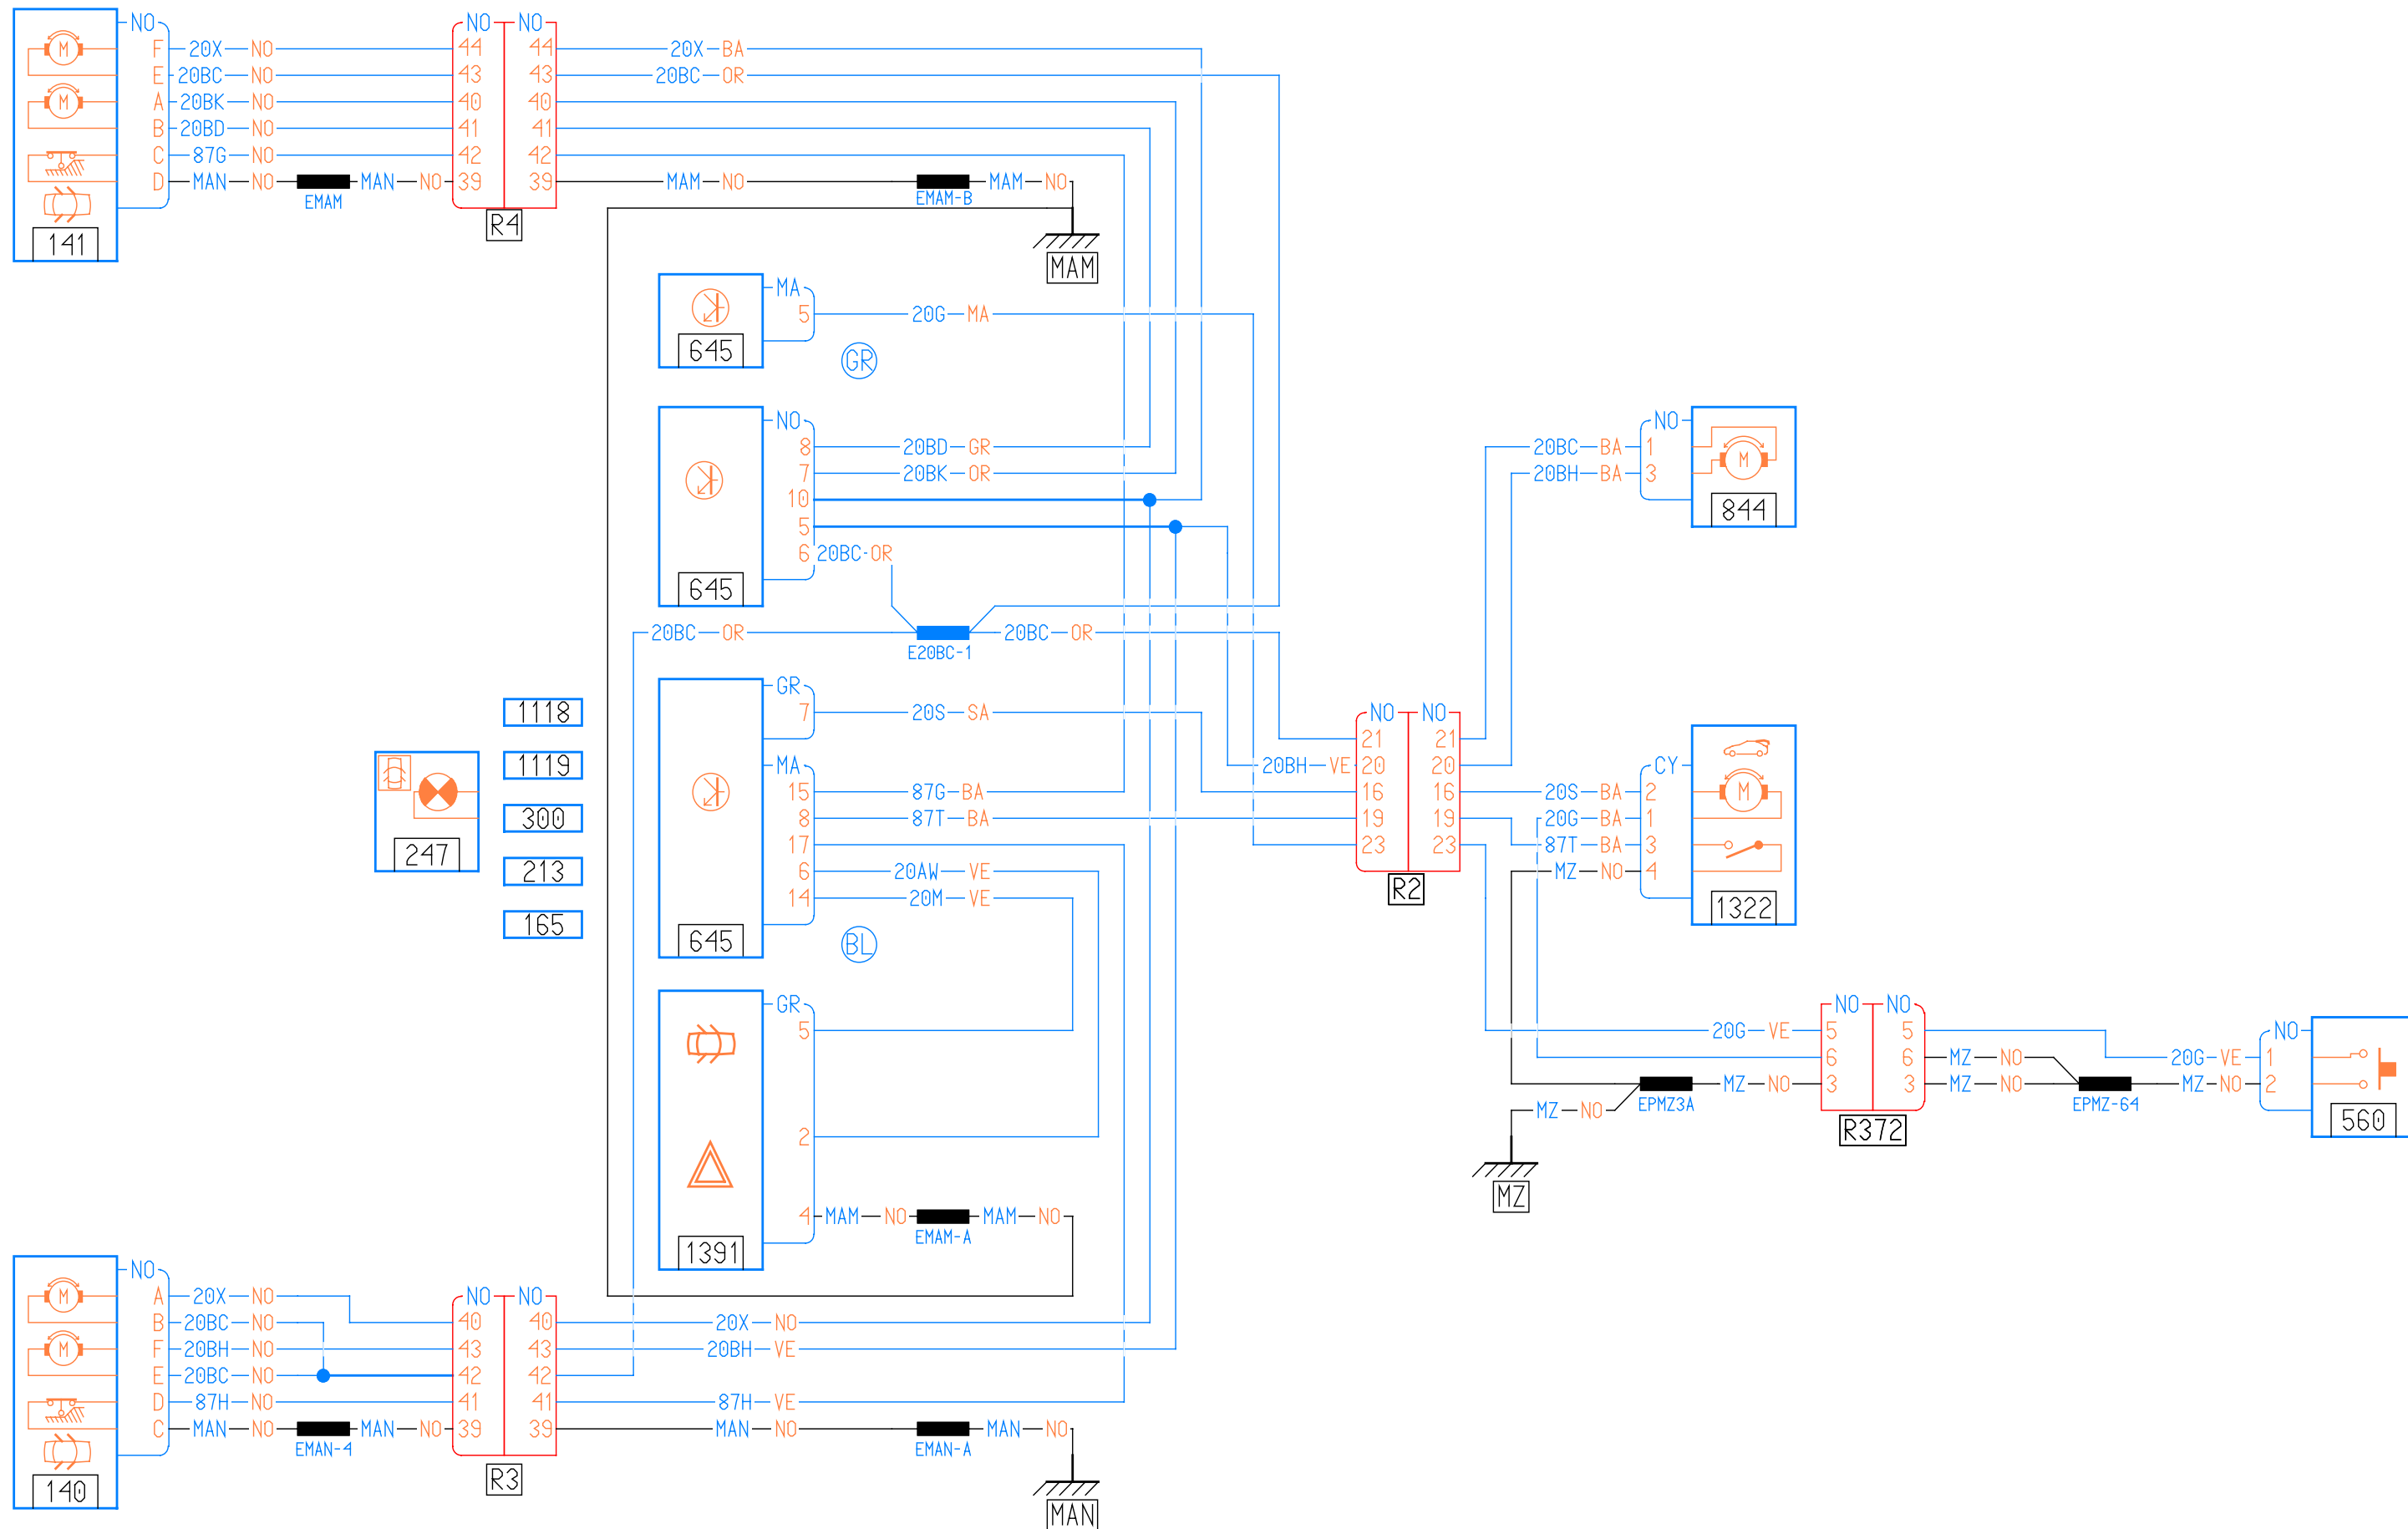 NO NO NO
F 20X NO 44 44 20X BA
E 20BC NO 43 43 20BC OR
A 20BK NO 40 40
B 20BD NO 41 41
C 87G NO 42 42
D MAN NO MAN NO 39 39 MAM NO MAM NO
EMAM EMAM-B
141 R4
MAM
MA
5 20G MA
645
GR
NO
8 20BD GR
7 20BK OR
10
5
6 20BC OR
645
20BC OR 20BC OR
E20BC-1
NO
20BC BA 1
20BH BA 3
844
GR
7 20S SA
MA
15 87G BA
8 87T BA
17
6 20AW VE
14 20M VE
645
BL
1118
1119
300
213
165
247
NO NO
21 21
20BH VE 20 20
16 16
19 19
23 23
R2
CY
20S BA 2
20G BA 1
87T BA 3
MZ NO 4
1322
GR
5
2
4 MAM NO MAM NO
EMAM-A
1391
NO NO NO
20G VE 5 5
6 6 MZ NO 20G VE 1
MZ NO 3 3 MZ NO MZ NO 2
EPMZ3A EPMZ-64
MZ NO
R372 560
MZ
NO NO NO
A 20X NO 40 40 20X NO
B 20BC NO
F 20BH NO 43 43 20BH VE
E 20BC NO 42 42
D 87H NO 41 41 87H VE
C MAN NO MAN NO 39 39 MAN NO MAN NO
EMAN-4 EMAN-A
140 R3
MAN